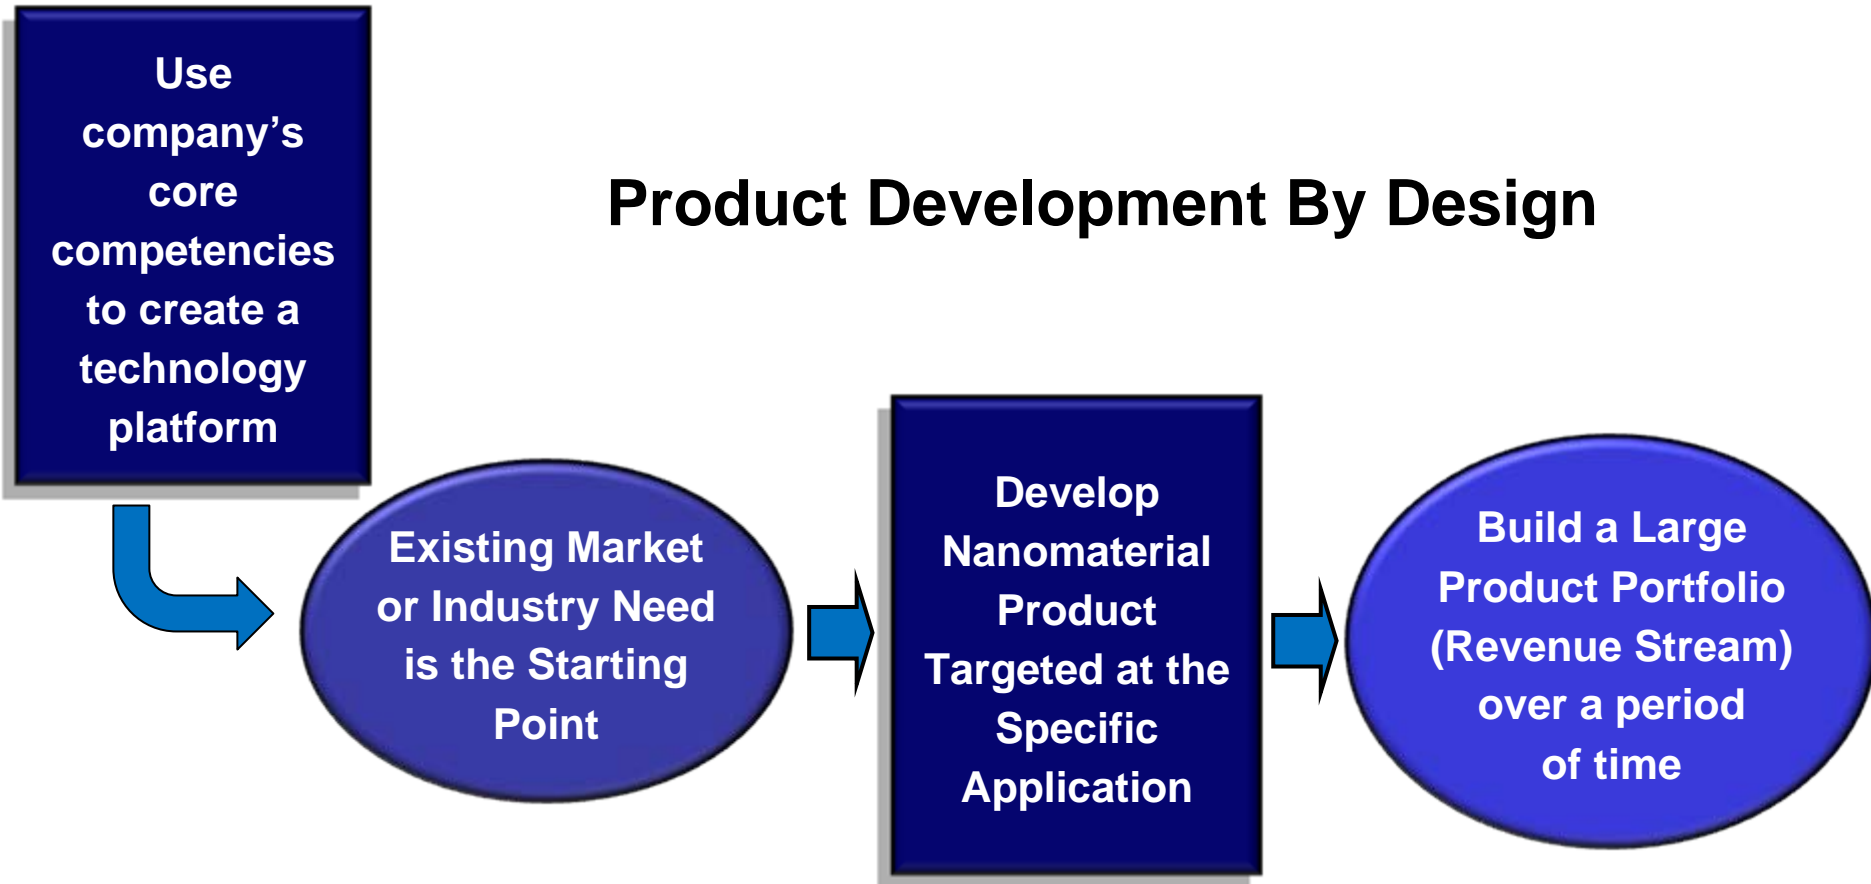 Use
company’s
core
competencies
to create a
technology
platform
Product Development By Design
Existing Market
or Industry Need
is the Starting
Point
Develop
Nanomaterial
Product
Targeted at the
Specific
Application
Build a Large
Product Portfolio
(Revenue Stream)
over a period
of time